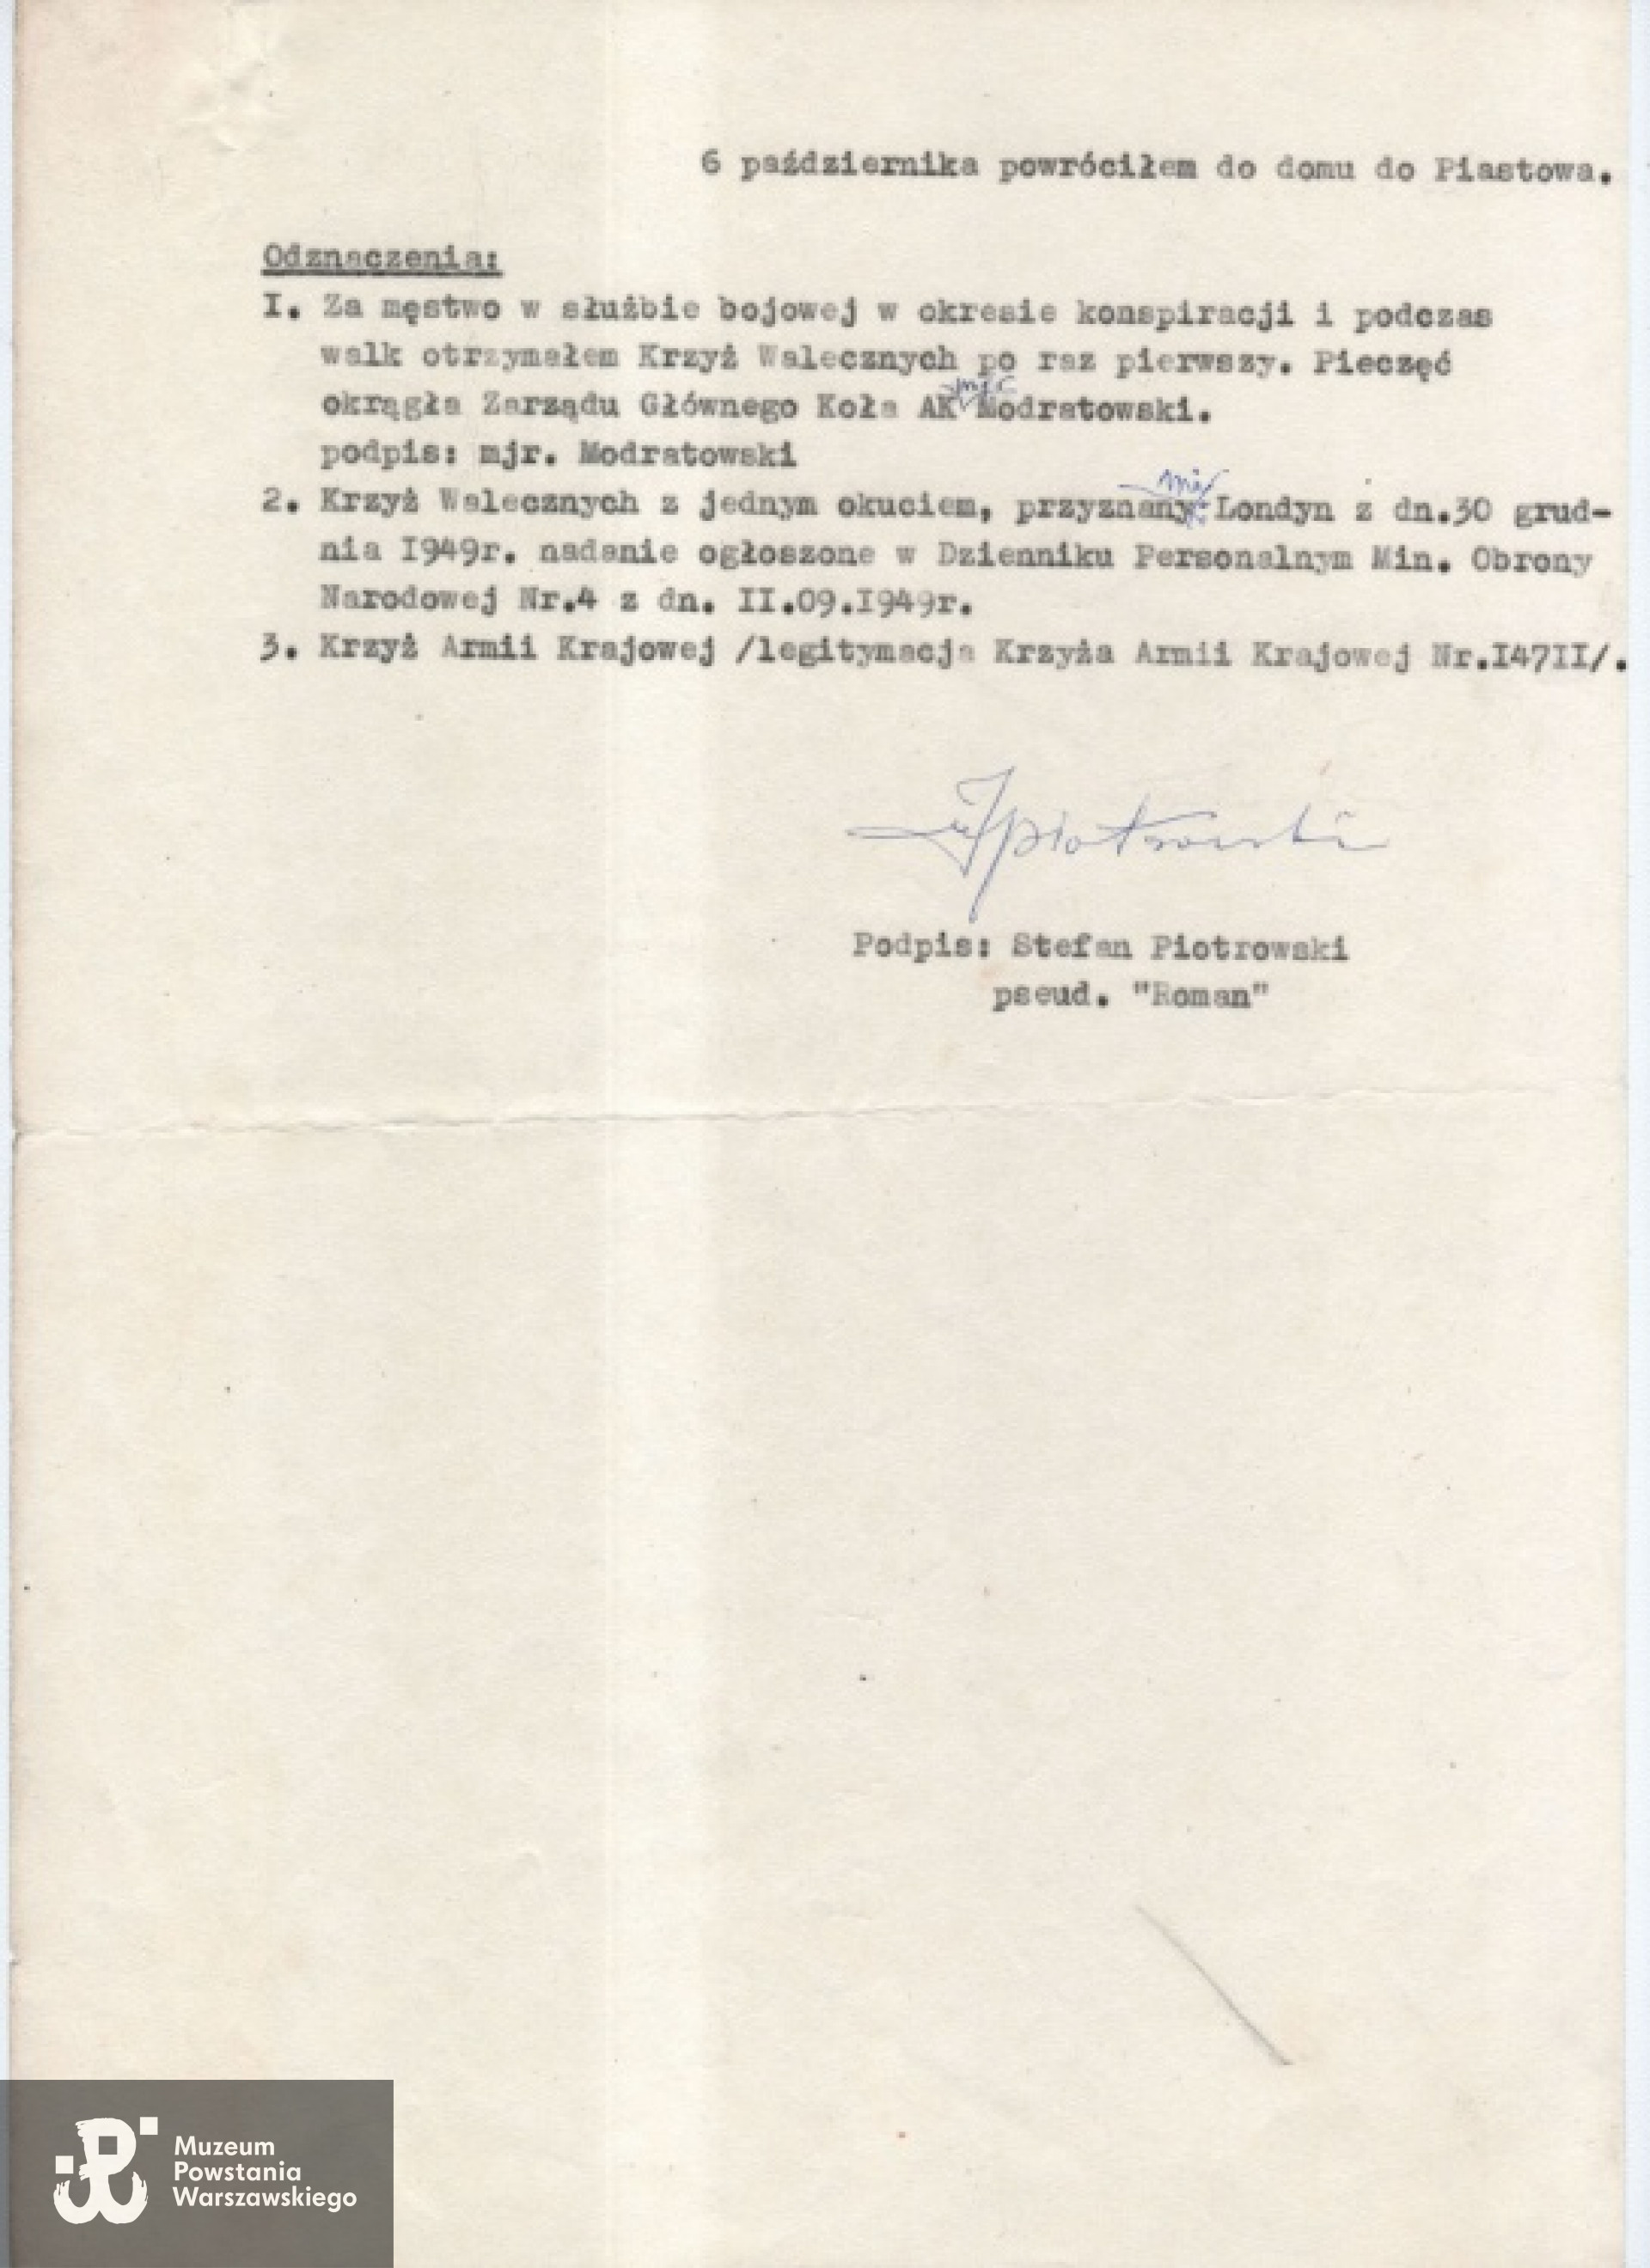 6 października powróciłem do domu do Piastowa.
Odznaczenia:
I. Za męstwo w służbie bojowej w okresie konspiracji i podczas
walk otrzymałem Krzyż Walecznych po raz pierwszy. Pieczęć
mjr
okrągła Zarządu Głównego Koła AK Modratowski.
podpis: mjr. Modratowski
2. Krzyż Walecznych z jednym okuciem, przyznany Londyn z dn.30 grud-
nia I949r. nadanie ogłoszone w Dzienniku Personalnym Min. Obrony
Narodowej Nr.4 z dn. II.09.I949r.
3. Krzyż Armii Krajowej /legitymacja Krzyża Armii Krajowej Nr.I47II/.
Piotrowski
Podpis: Stefan Piotrowski
pseud. "Roman"
Muzeum
Powstania
Warszawskiego